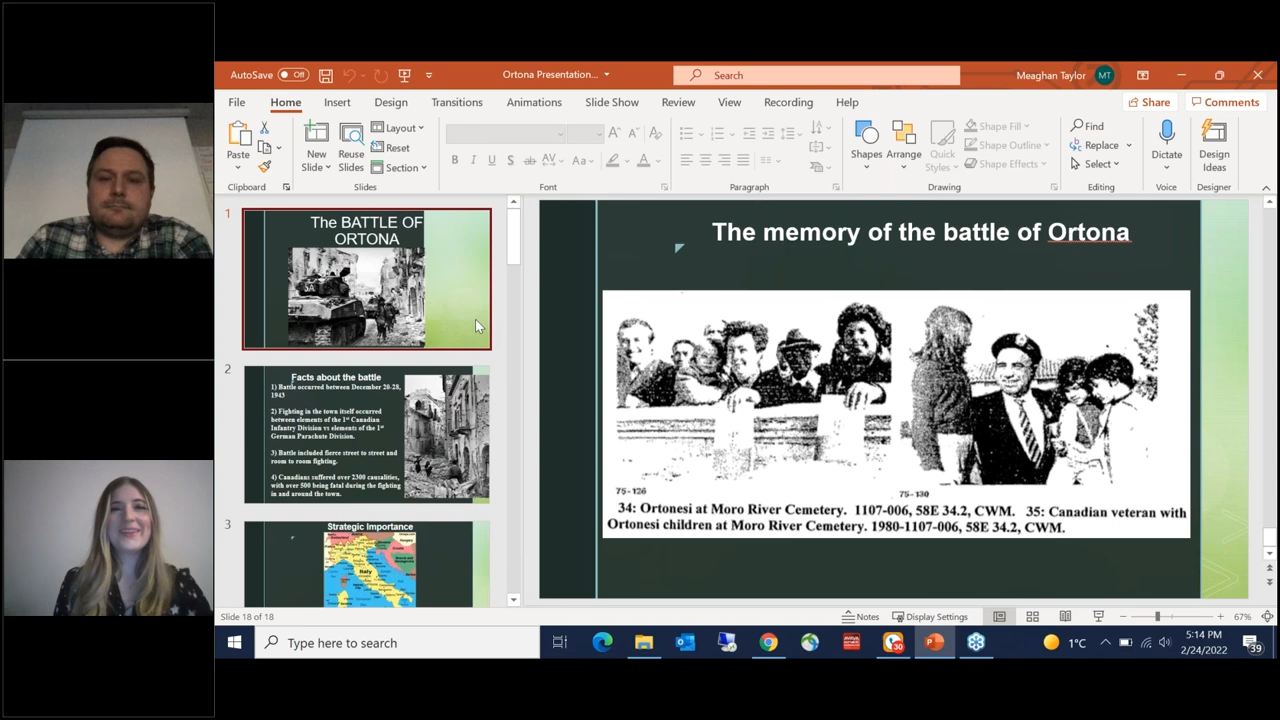 AutoSave Off Ortona Presentation... Search Meaghan Taylor MT
File Home Insert Design Transitions Animations Slide Show Review View Recording Help Share Comments
Paste
New Slide
Reuse Slides
Layout
Reset
Section
B I U S ab AV Aa A
Shapes
Arrange
Quick Styles
Shape Fill
Shape Outline
Shape Effects
Find
Replace
Select
Dictate
Design Ideas
Clipboard Slides Font Paragraph Drawing Editing Voice Designer
1
The BATTLE OF
ORTONA
2
Facts about the battle
1) Battle occurred between December 20-28,
1943
2) Fighting in the town itself occurred
between elements of the 1st Canadian
Infantry Division vs elements of the 1st
German Parachute Division.
3) Battle included fierce street to street and
room to room fighting.
4) Canadians suffered over 2300 causalities,
with over 500 being fatal during the fighting
in and around the town.
3
Strategic Importance
Italy
The memory of the battle of Ortona
75-126 75-130
34: Ortonesi at Moro River Cemetery. 1107-006, 58E 34.2, CWM. 35: Canadian veteran with
Ortonesi children at Moro River Cemetery. 1980-1107-006, 58E 34.2, CWM.
Slide 18 of 18 Notes Display Settings 67%
Type here to search 30 1°C 5:14 PM
2/24/2022
39